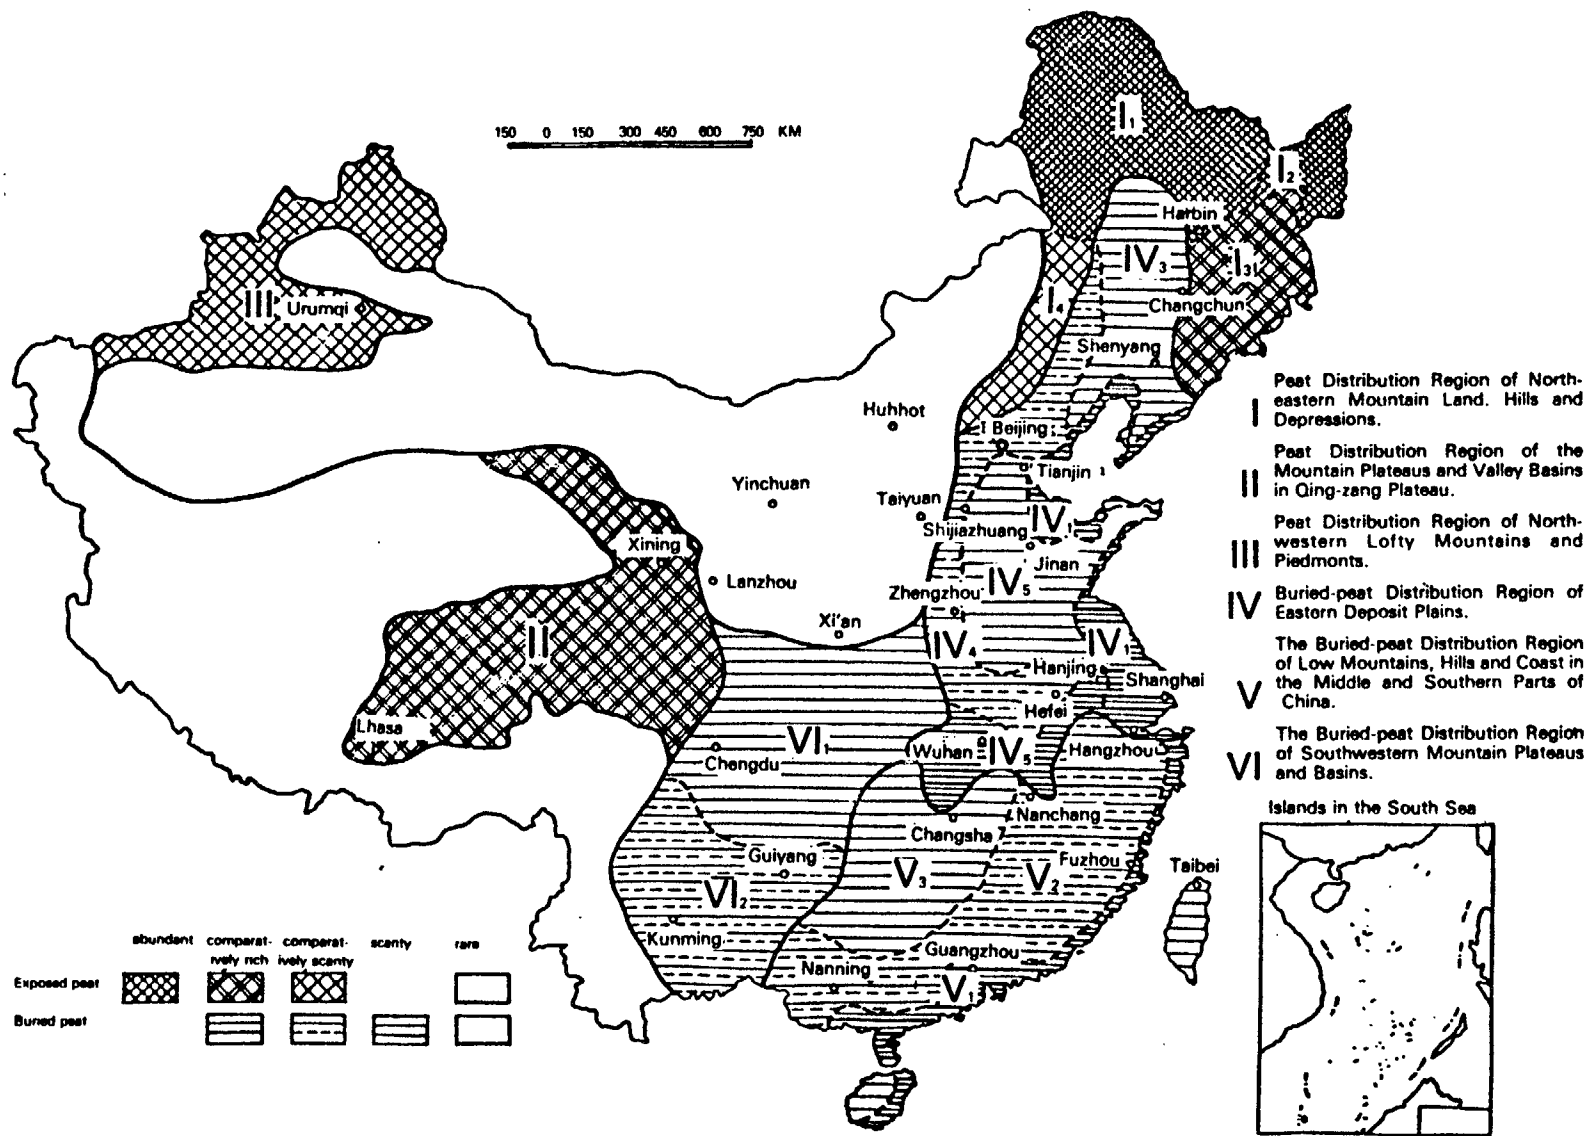 150 0 150 300 450 600 750 KM
I₁
I₂
Harbin
IV₃
I₃
III
Urumqi
I₄
Changchun
Shenyang
Huhhot
Beijing
Tianjin
Yinchuan
Taiyuan
Shijiazhuang
IV₁
Jinan
Xining
Lanzhou
Zhengzhou
IV₅
Xi'an
II
IV₄
Hanjing
IV₁
Shanghai
Hefei
Lhasa
VI₁
Wuhan
IV₅
Hangzhou
Chengdu
Nanchang
Changsha
Guiyang
V₃
V₂
Fuzhou
Taibei
VI₂
Kunming
Guangzhou
Nanning
V₁
I
Peat Distribution Region of North-
eastern Mountain Land. Hills and
Depressions.
II
Peat Distribution Region of the
Mountain Plateaus and Valley Basins
in Qing-zang Plateau.
III
Peat Distribution Region of North-
western Lofty Mountains and
Piedmonts.
IV
Buried-peat Distribution Region of
Eastern Deposit Plains.
V
The Buried-peat Distribution Region
of Low Mountains, Hills and Coast in
the Middle and Southern Parts of
China.
VI
The Buried-peat Distribution Region
of Southwestern Mountain Plateaus
and Basins.
Islands in the South Sea
abundant
comparat-
ively rich
comparat-
ively scanty
scanty
rare
Exposed peat
Buried peat